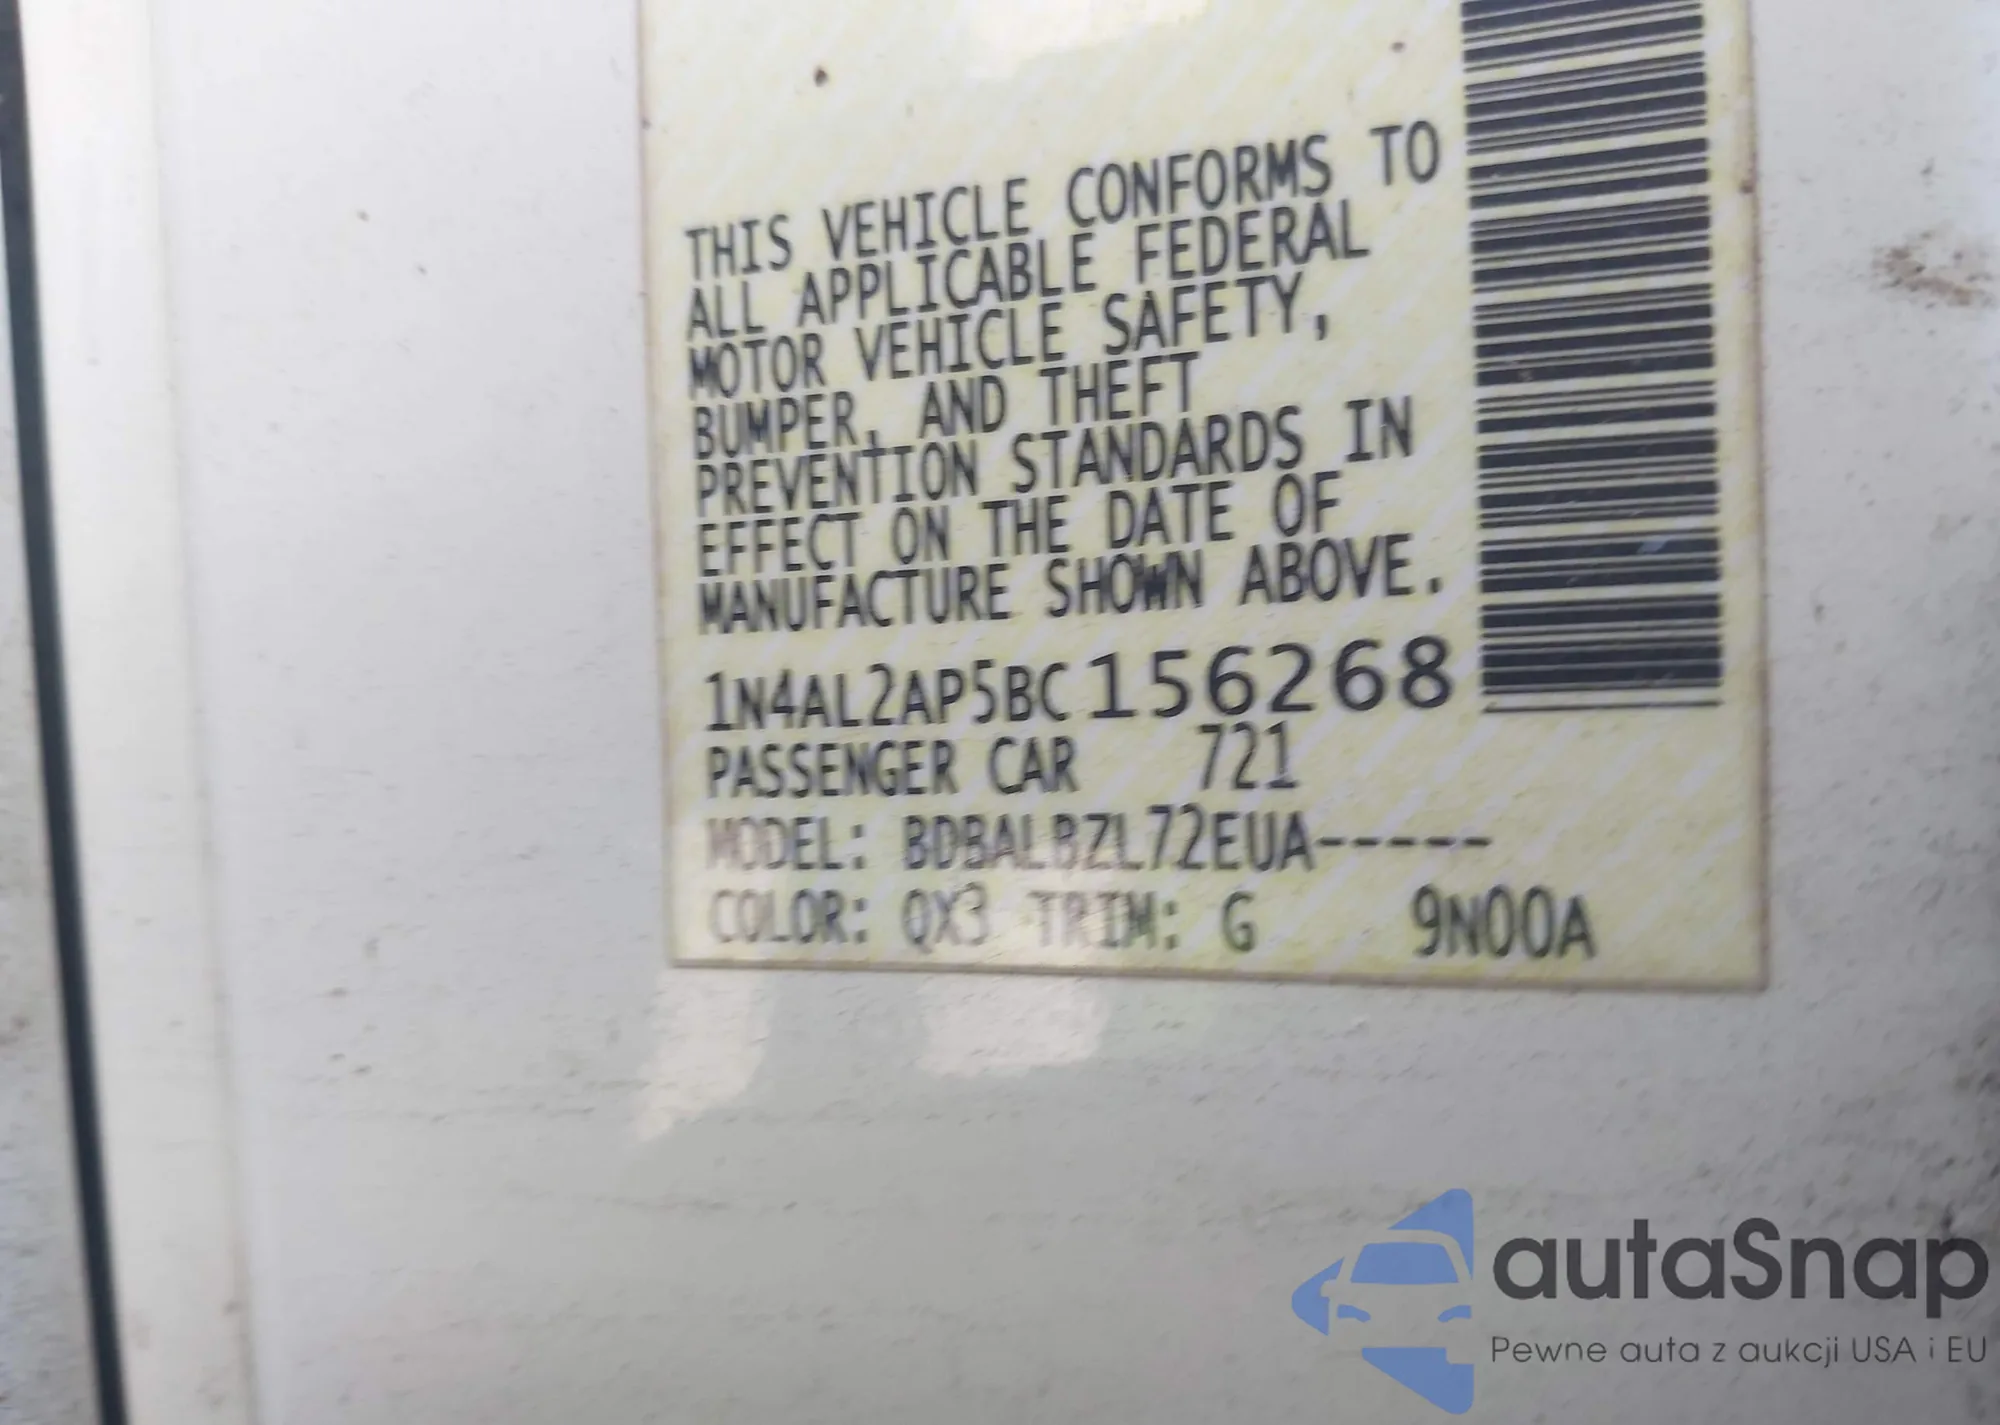 THIS VEHICLE CONFORMS TO
ALL APPLICABLE FEDERAL
MOTOR VEHICLE SAFETY,
BUMPER, AND THEFT
PREVENTION STANDARDS IN
EFFECT ON THE DATE OF
MANUFACTURE SHOWN ABOVE.
1N4AL2AP5BC156268
PASSENGER CAR 721
MODEL: BDBALBZL72EUA-----
COLOR: QX3 TRIM: G 9N00A
autaSnap
Pewne auta z aukcji USA i EU